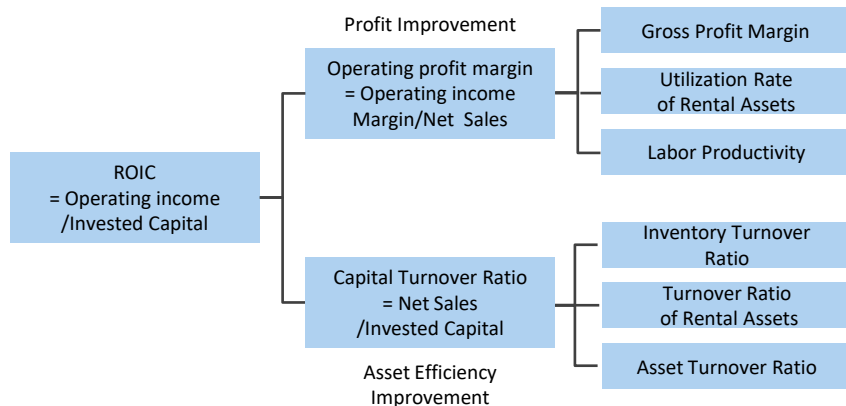 Profit Improvement
Operating profit margin
= Operating income
Margin/Net Sales
Gross Profit Margin
Utilization Rate
of Rental Assets
Labor Productivity
ROIC
= Operating income
/Invested Capital
Capital Turnover Ratio
= Net Sales
/Invested Capital
Asset Efficiency
Improvement
Inventory Turnover
Ratio
Turnover Ratio
of Rental Assets
Asset Turnover Ratio